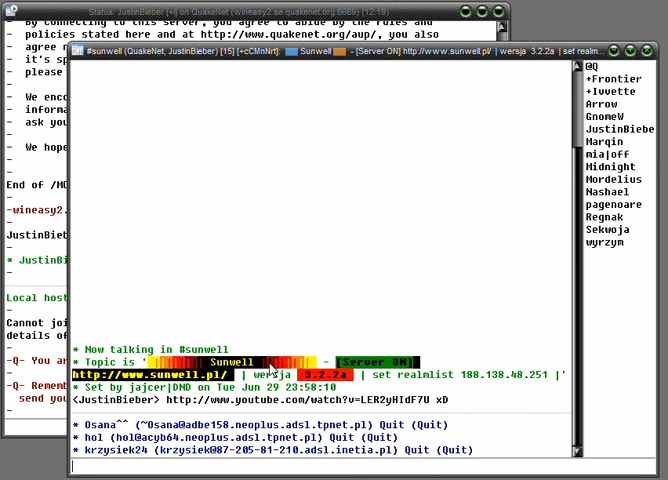 Status: JustinBieber [+i] on QuakeNet (wineasy2.se.quakenet.org:6669) (12:19)
- By connecting to this server, you agree to abide by the rules and
policies stated here and at http://www.quakenet.org/aup/, you also
agree
it's sp
please
-
- We enco
informa
ask you
-
- We hope
-
-
End of /MO
-
-wineasy2.
-
JustinBieb
-
* JustinBi
-
Local host
-
Cannot joi
details of
-
-Q- You ar
-
-Q- Rememb
send you
-
#sunwell (QuakeNet, JustinBieber) [15] [+cCMnNrt]: Sunwell - [Server ON] http://www.sunwell.pl/ | wersja 3.2.2a | set realm...
* Now talking in #sunwell
* Topic is ' Sunwell - [Server ON]
http://www.sunwell.pl/ | wersja 3.2.2a | set realmlist 188.138.48.251 |'
* Set by jajcer|DND on Tue Jun 29 23:58:10
<JustinBieber> http://www.youtube.com/watch?v=LER2yHIdF7U xD
* Osana^^ (~Osana@adbe158.neoplus.adsl.tpnet.pl) Quit (Quit)
* hol (hol@acyb64.neoplus.adsl.tpnet.pl) Quit (Quit)
* krzysiek24 (krzysiek@87-205-81-210.adsl.inetia.pl) Quit (Quit)
@Q
+Frontier
+Ivvette
Arrow
GnomeW
JustinBiebe
Marqin
mia|off
Midnight
Mordelius
Nashael
pagenoare
Regnak
Sekwoja
wyrzym